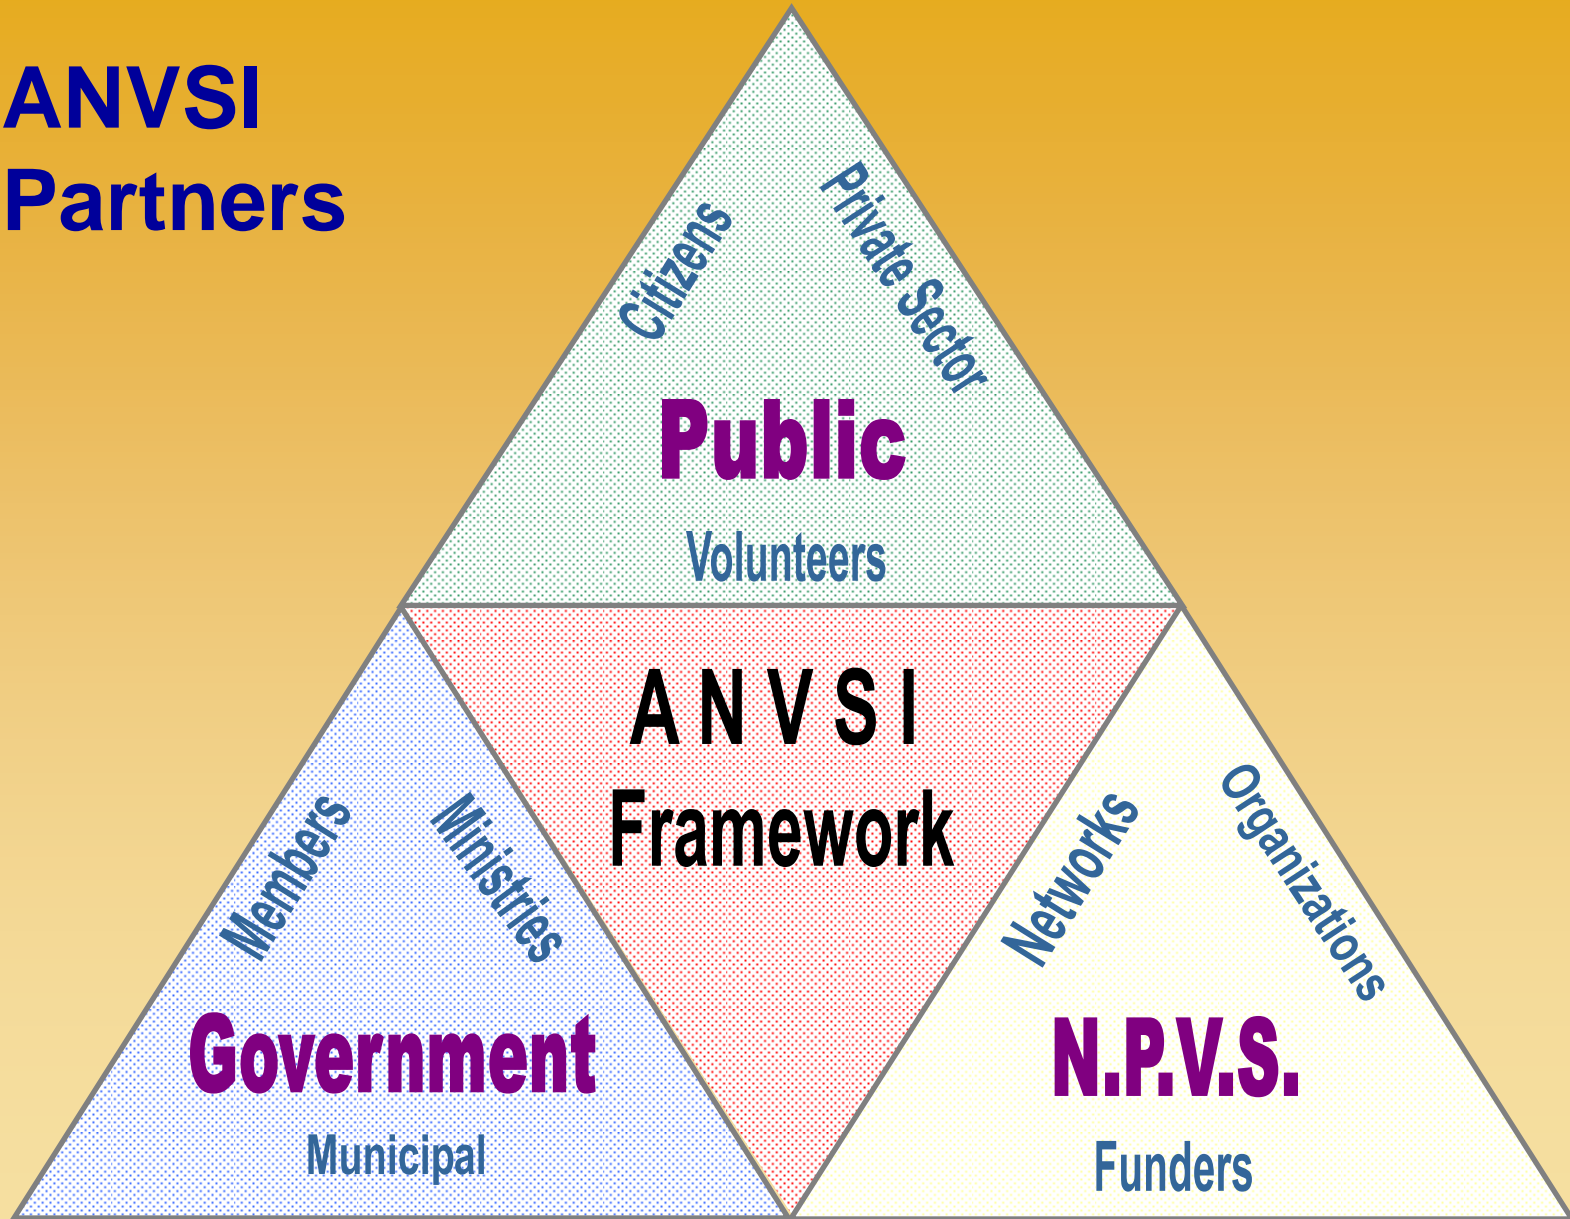 ANVSI
Partners
Citizens
Private Sector
Public
Volunteers
A N V S I
Framework
Members
Ministries
Government
Municipal
Networks
Organizations
N.P.V.S.
Funders